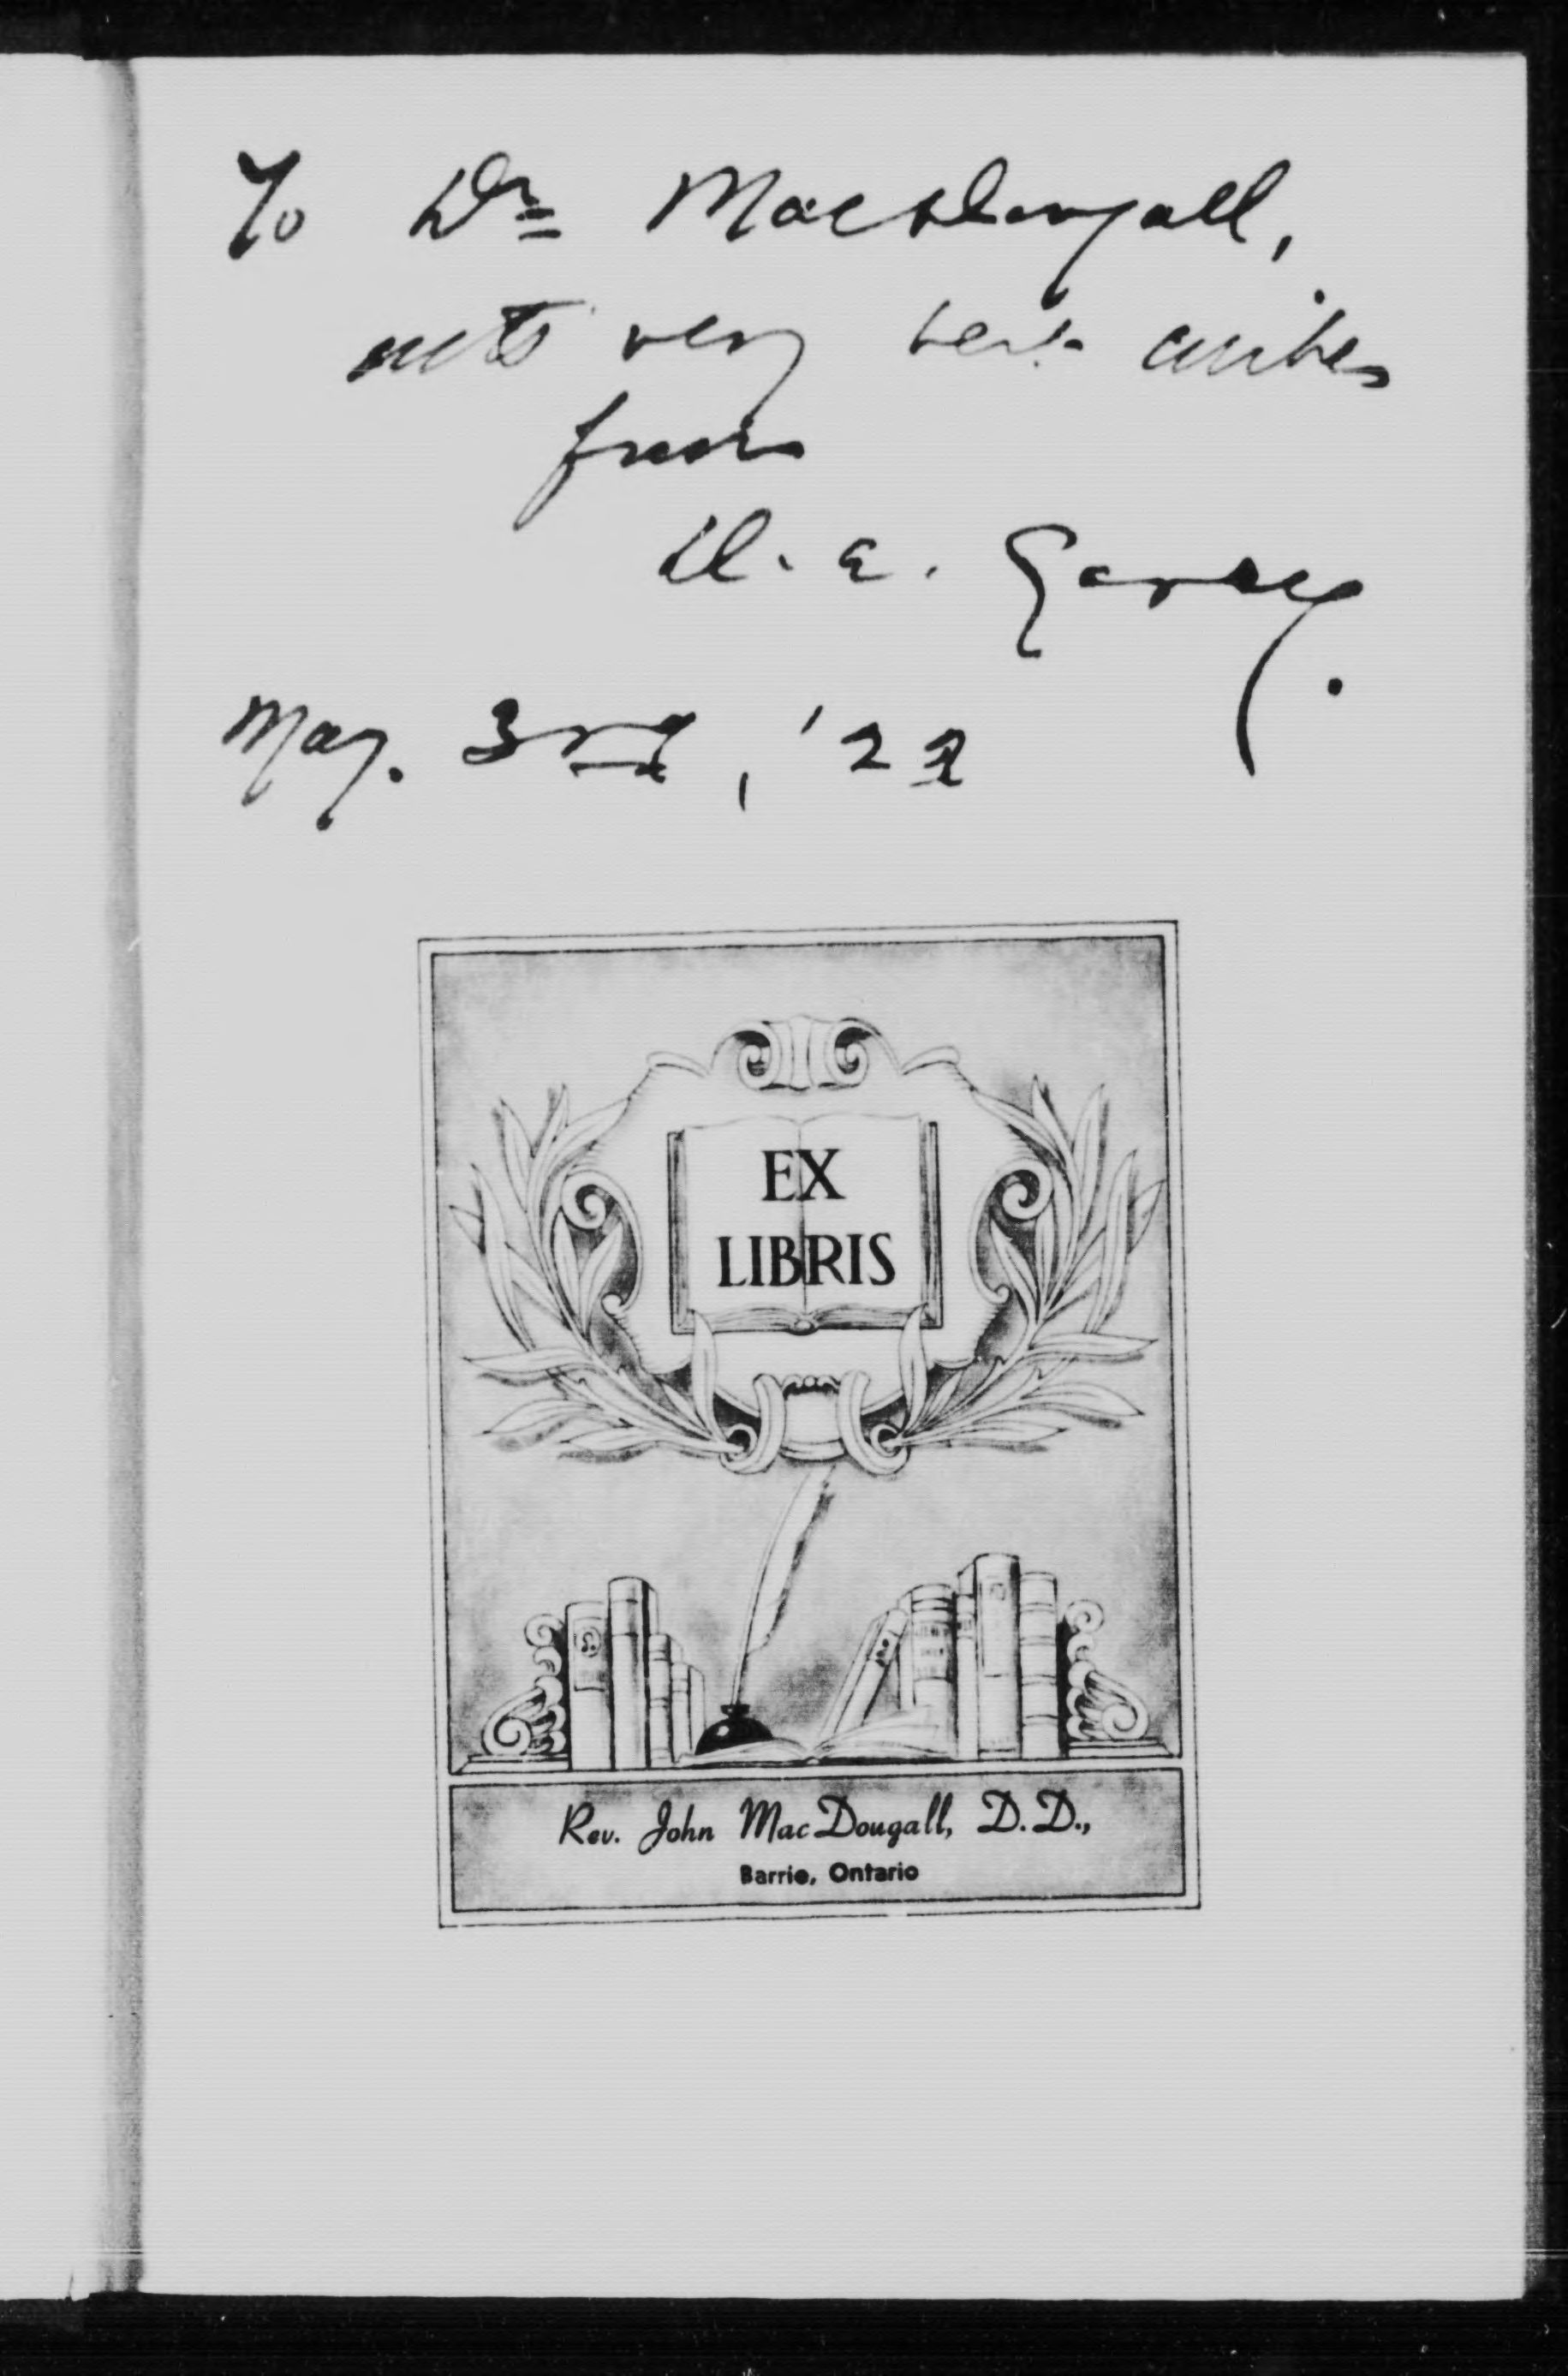 To Dr MacDougall,
with very best wishes
from
D. E.
May. 3rd, '22
EX
LIBRIS
Rev. John MacDougall, D.D.,
Barrie, Ontario